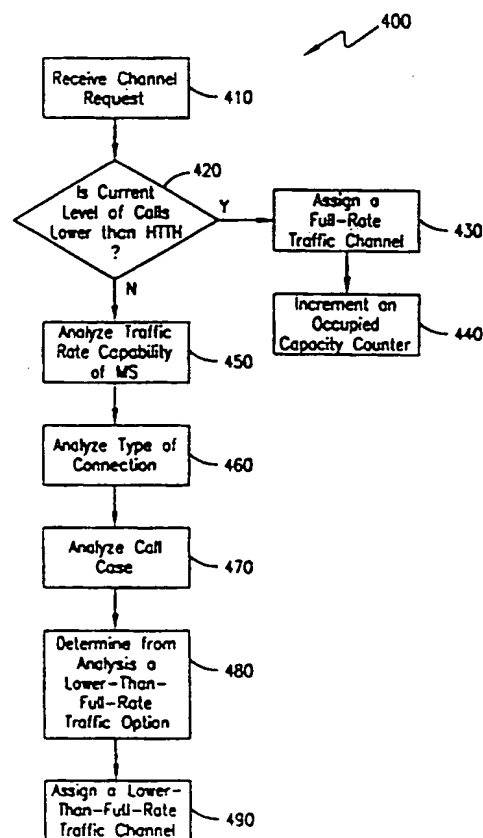 400
Receive Channel
Request
410
420
Is Current
Level of Calls
Lower than HTTH
?
Y
N
Assign a
Full-Rate
Traffic Channel
430
Increment an
Occupied
Capacity Counter
440
Analyze Traffic
Rate Capability
of MS
450
Analyze Type of
Connection
460
Analyze Call
Case
470
Determine from
Analysis a
Lower-Than-
Full-Rate
Traffic Option
480
Assign a Lower-
Than-Full-Rate
Traffic Channel
490